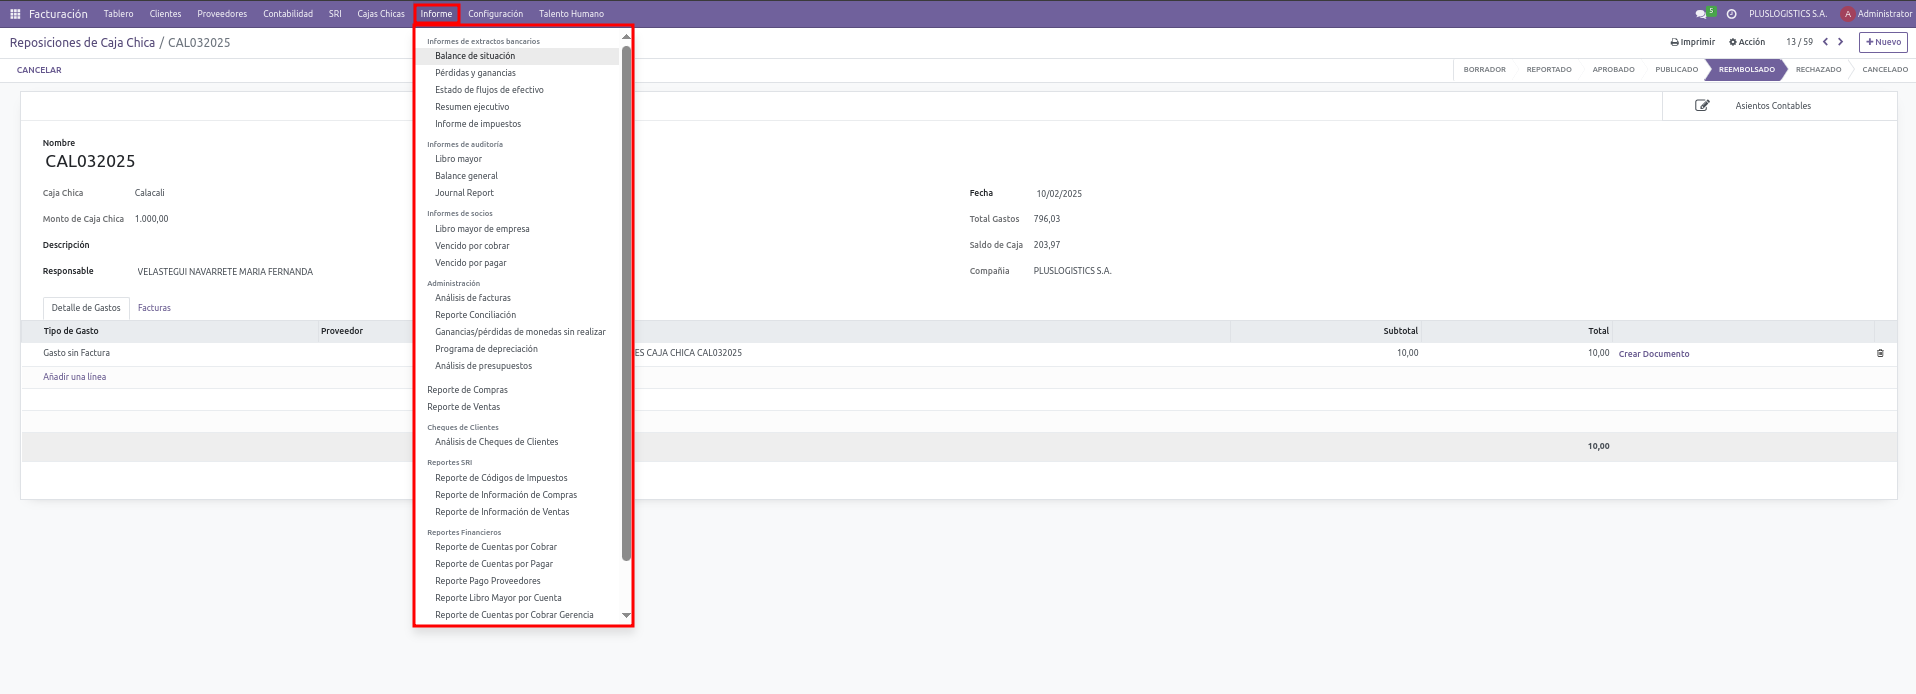 Facturación Tablero Clientes Proveedores Contabilidad SRI Cajas Chicas Informe Configuración Talento Humano 5 PLUSLOGISTICS S.A. A Administrator
Reposiciones de Caja Chica / CAL032025 Imprimir Acción 13 / 59 + Nuevo
CANCELAR BORRADOR REPORTADO APROBADO PUBLICADO REEMBOLSADO RECHAZADO CANCELADO
Asientos Contables
Nombre
CAL032025
Caja Chica Calacali
Monto de Caja Chica 1.000,00
Descripción
Responsable VELASTEGUI NAVARRETE MARIA FERNANDA
Fecha 10/02/2025
Total Gastos 796,03
Saldo de Caja 203,97
Compañia PLUSLOGISTICS S.A.
Detalle de Gastos Facturas
Tipo de Gasto Proveedor Subtotal Total
Gasto sin Factura ES CAJA CHICA CAL032025 10,00 10,00 Crear Documento
Añadir una línea
10,00
Informes de extractos bancarios
Balance de situación
Pérdidas y ganancias
Estado de flujos de efectivo
Resumen ejecutivo
Informe de impuestos
Informes de auditoría
Libro mayor
Balance general
Journal Report
Informes de socios
Libro mayor de empresa
Vencido por cobrar
Vencido por pagar
Administración
Análisis de facturas
Reporte Conciliación
Ganancias/pérdidas de monedas sin realizar
Programa de depreciación
Análisis de presupuestos
Reporte de Compras
Reporte de Ventas
Cheques de Clientes
Análisis de Cheques de Clientes
Reportes SRI
Reporte de Códigos de Impuestos
Reporte de Información de Compras
Reporte de Información de Ventas
Reportes Financieros
Reporte de Cuentas por Cobrar
Reporte de Cuentas por Pagar
Reporte Pago Proveedores
Reporte Libro Mayor por Cuenta
Reporte de Cuentas por Cobrar Gerencia